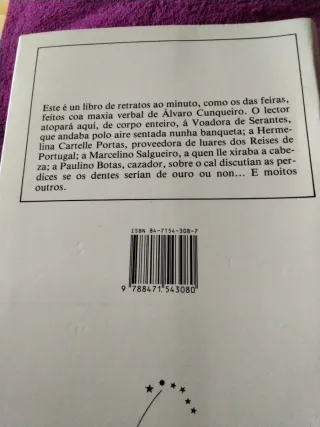 Este é un libro de retratos ao minuto, como os das feiras,
feitos coa maxia verbal de Álvaro Cunqueiro. O lector
atopará aquí, de corpo enteiro, á Voadora de Serantes,
que andaba polo aire sentada nunha banqueta; a Herme-
lina Cartelle Portas, proveedora de luares dos Reises de
Portugal; a Marcelino Salgueiro, a quen lle xiraba a cabe-
za; a Paulino Botas, cazador, sobre o cal discutían as per-
dices se os dentes serían de ouro ou non... E moitos
outros.
ISBN 84-7154-308-7
9 788471 543080